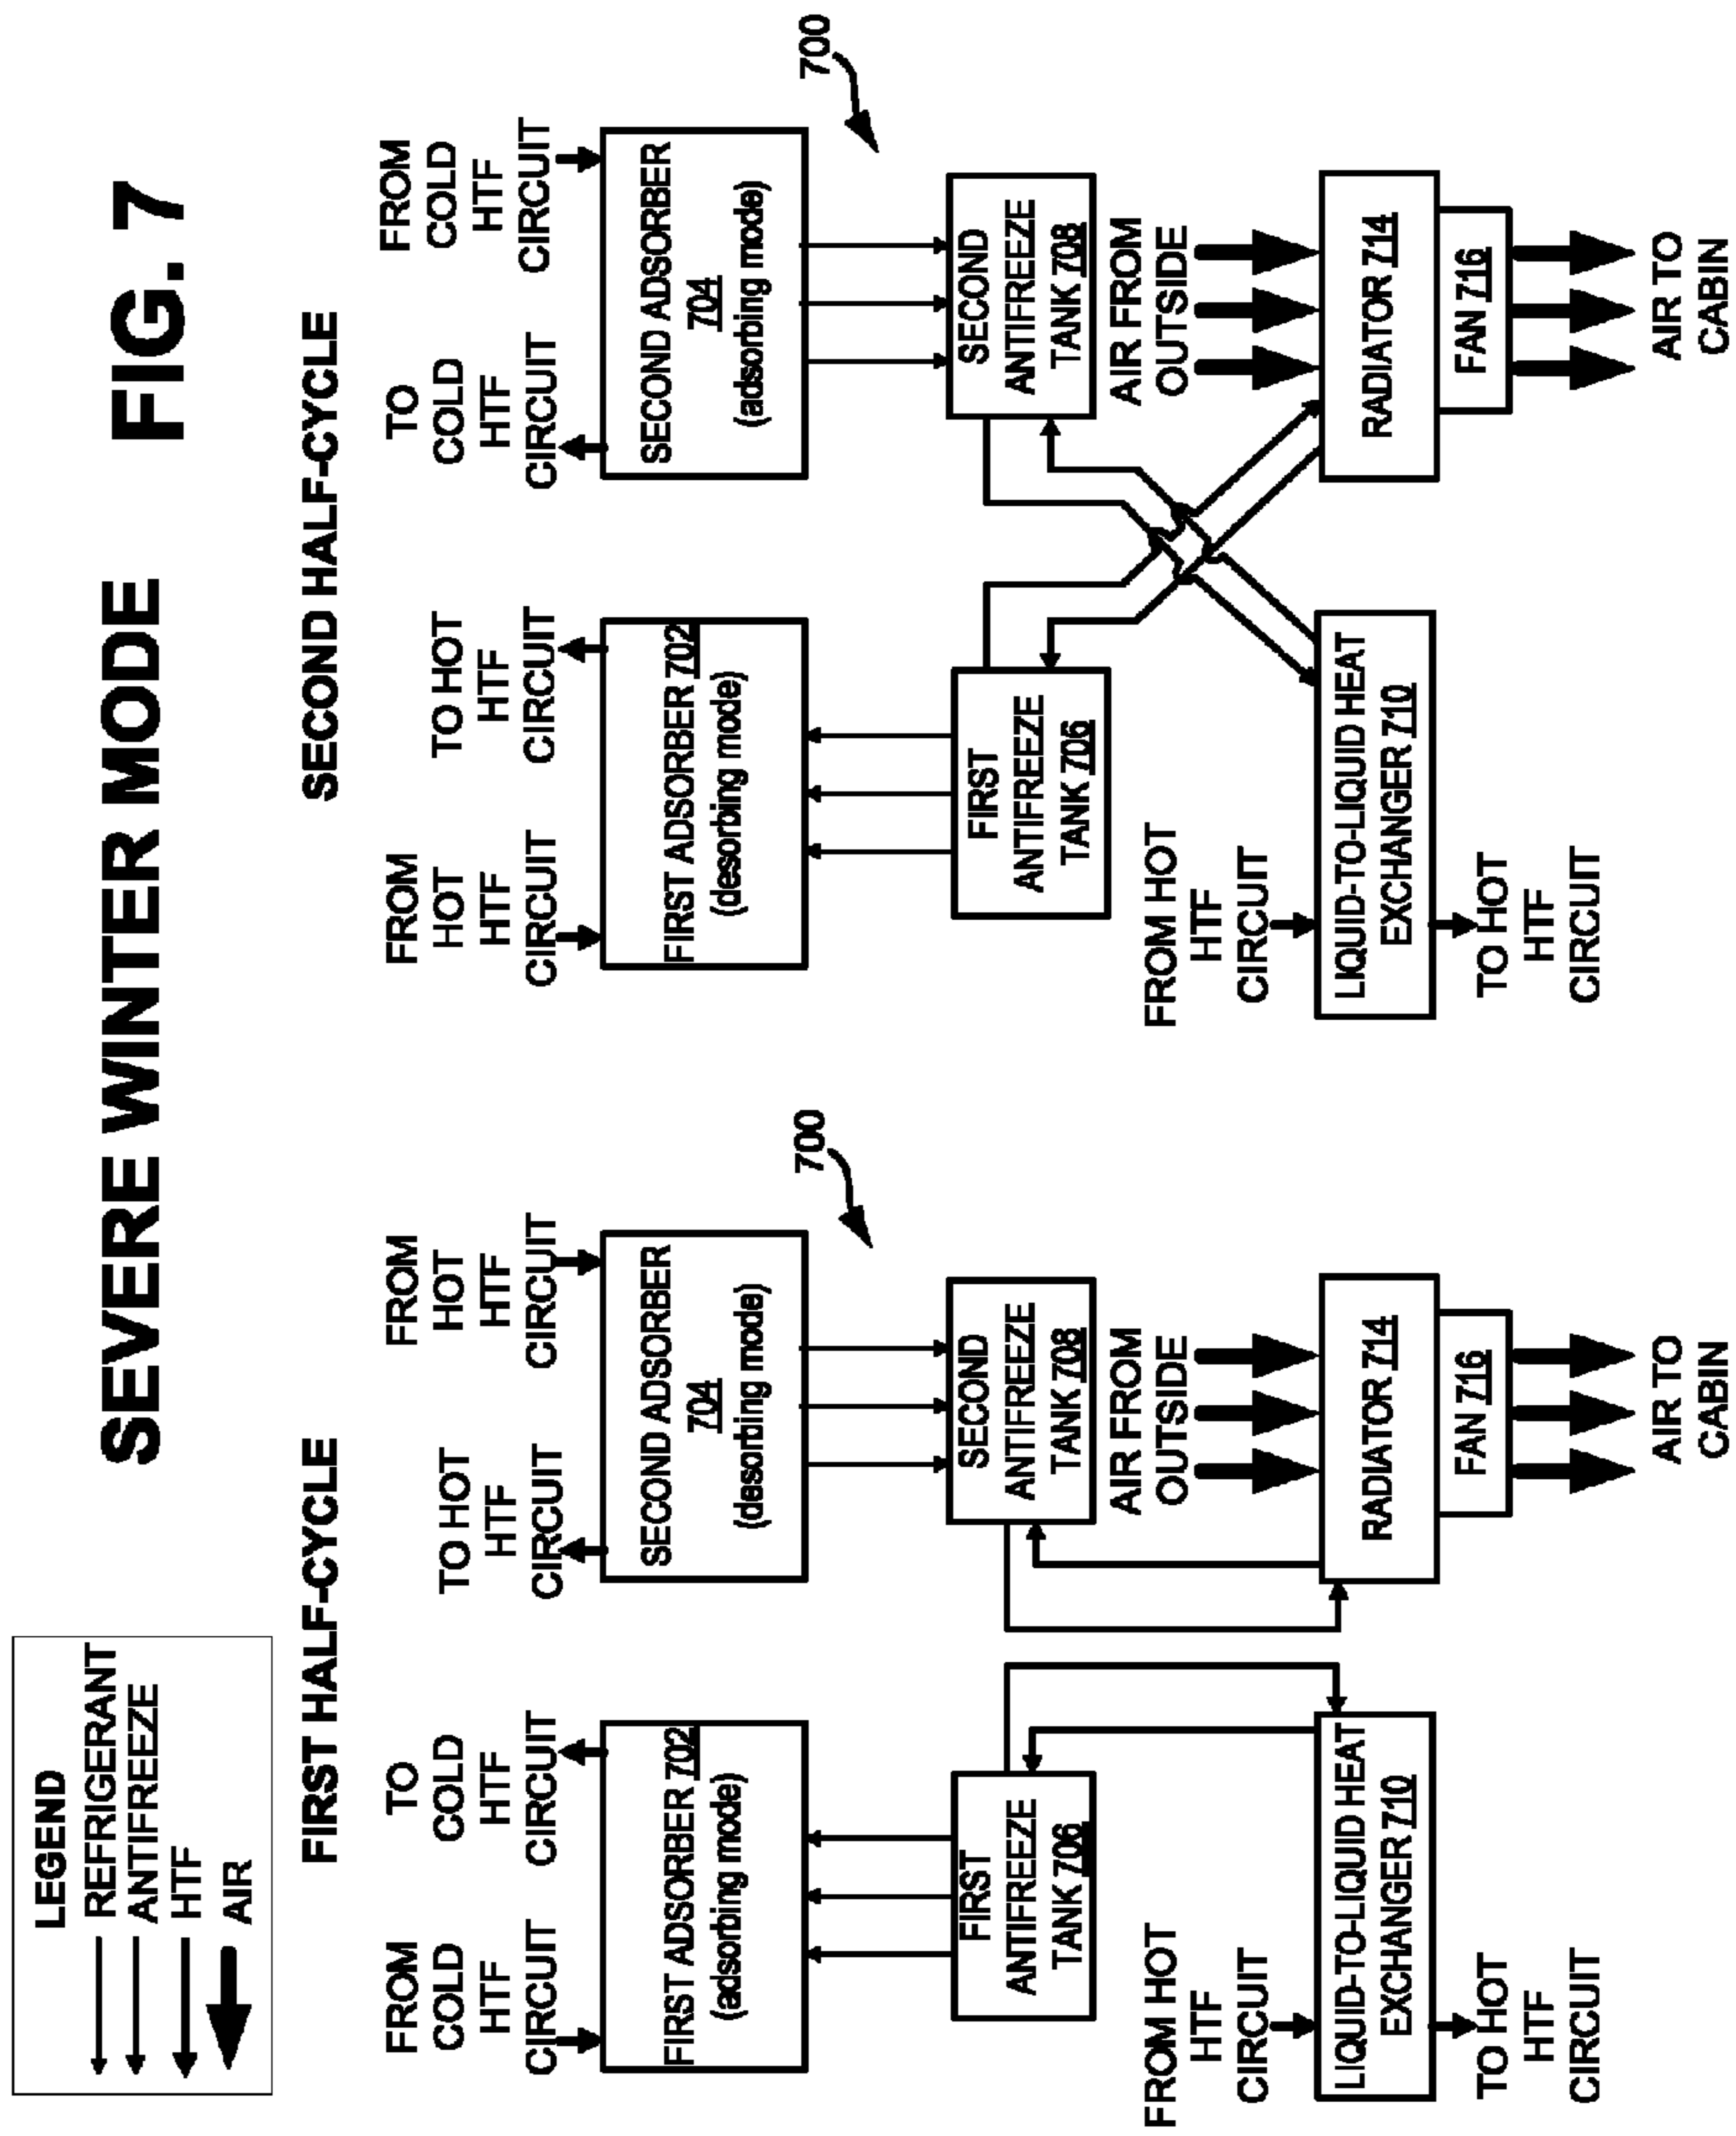 SEVERE WINTER MODE
FIG. 7
LEGEND
REFRIGERANT
ANTIFREEZE
HTF
AIR
FIRST HALF-CYCLE
FROM
COLD
HTF
CIRCUIT
TO
COLD
HTF
CIRCUIT
TO HOT
HTF
CIRCUIT
FROM
HOT
HTF
CIRCUIT
FIRST ADSORBER 702
(adsorbing mode)
SECOND ADSORBER
704
(desorbing mode)
700
FIRST
ANTIFREEZE
TANK 706
SECOND
ANTIFREEZE
TANK 708
FROM HOT
HTF
CIRCUIT
AIR FROM
OUTSIDE
LIQUID-TO-LIQUID HEAT
EXCHANGER 710
RADIATOR 714
FAN 716
TO HOT
HTF
CIRCUIT
AIR TO
CABIN
SECOND HALF-CYCLE
FROM
HOT
HTF
CIRCUIT
TO HOT
HTF
CIRCUIT
TO
COLD
HTF
CIRCUIT
FROM
COLD
HTF
CIRCUIT
FIRST ADSORBER 702
(desorbing mode)
SECOND ADSORBER
704
(adsorbing mode)
700
FIRST
ANTIFREEZE
TANK 706
SECOND
ANTIFREEZE
TANK 708
FROM HOT
HTF
CIRCUIT
AIR FROM
OUTSIDE
LIQUID-TO-LIQUID HEAT
EXCHANGER 710
RADIATOR 714
FAN 716
TO HOT
HTF
CIRCUIT
AIR TO
CABIN